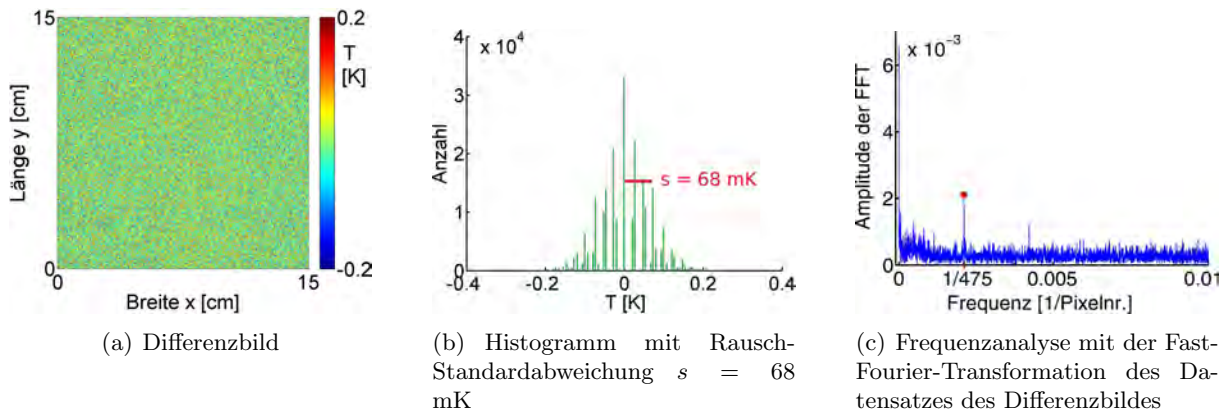 15
Länge y [cm]
0
0
15
Breite x [cm]
0.2
T
[K]
-0.2
x 10⁴
4
3
2
1
0
Anzahl
s = 68 mK
−0.4
−0.2
0
0.2
0.4
T [K]
x 10⁻³
6
4
2
0
Amplitude der FFT
0
1/475
0.005
0.01
Frequenz [1/Pixelnr.]
(a) Differenzbild
(b) Histogramm mit Rausch-
Standardabweichung s = 68
mK
(c) Frequenzanalyse mit der Fast-
Fourier-Transformation des Da-
tensatzes des Differenzbildes